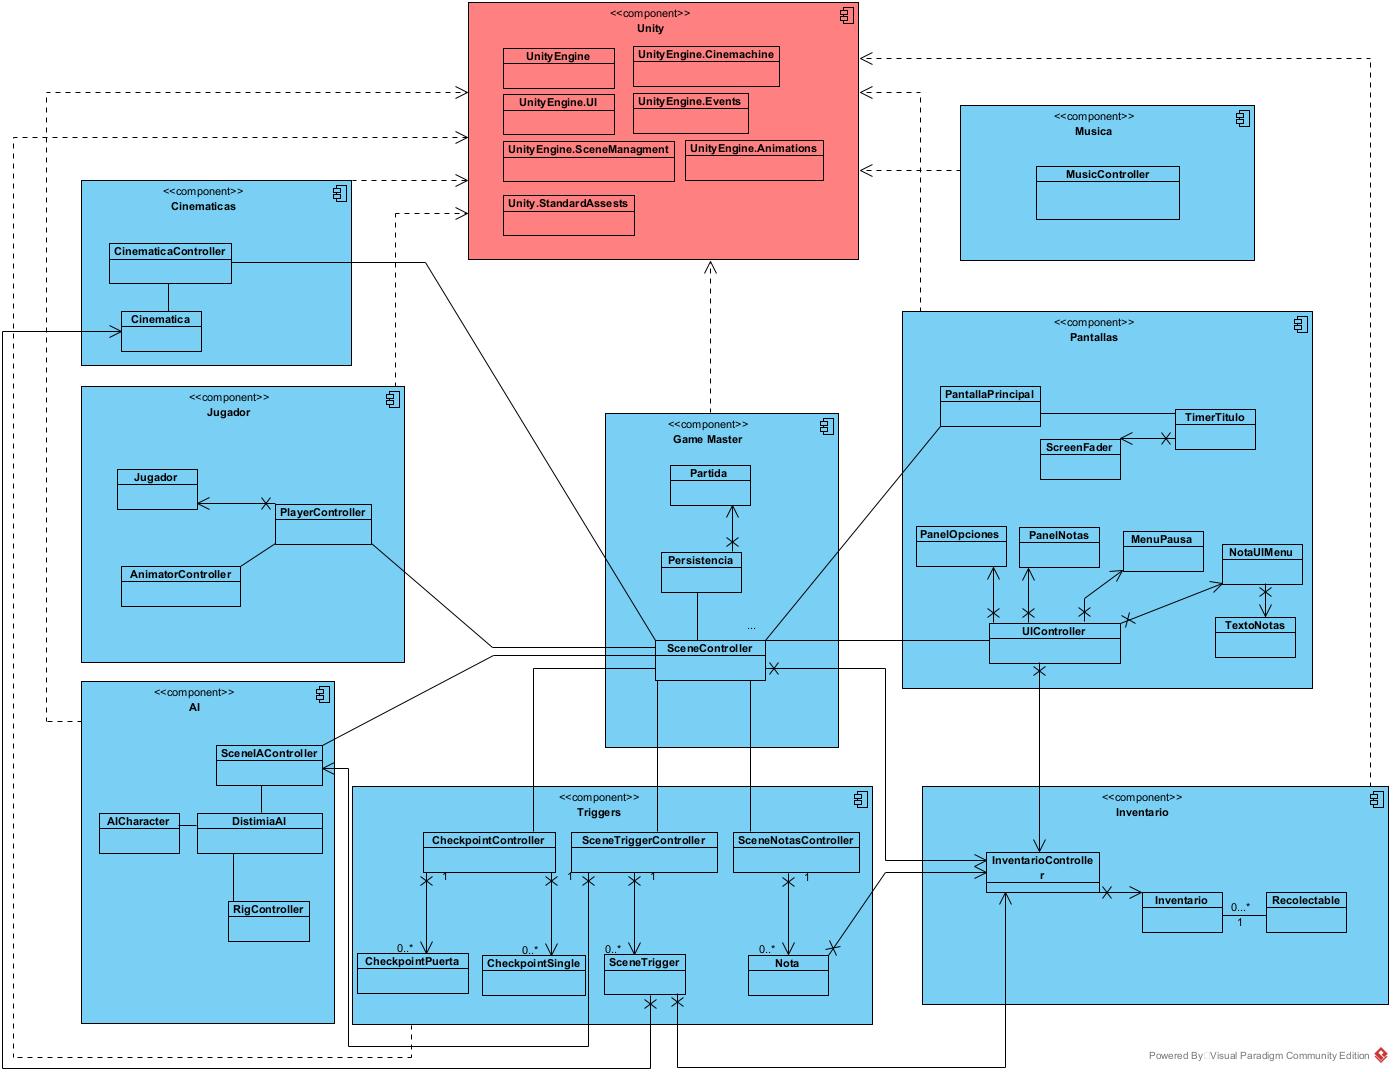 <<component>>
Unity
UnityEngine
UnityEngine.Cinemachine
UnityEngine.UI
UnityEngine.Events
UnityEngine.SceneManagment
UnityEngine.Animations
Unity.StandardAssests
<<component>>
Musica
MusicController
<<component>>
Cinematicas
CinematicaController
Cinematica
<<component>>
Jugador
Jugador
PlayerController
AnimatorController
<<component>>
Game Master
Partida
Persistencia
...
SceneController
<<component>>
Pantallas
PantallaPrincipal
TimerTitulo
ScreenFader
PanelOpciones
PanelNotas
MenuPausa
NotaUIMenu
UIController
TextoNotas
<<component>>
AI
SceneIAController
AICharacter
DistimiaAI
RigController
<<component>>
Triggers
CheckpointController
SceneTriggerController
SceneNotasController
1
1
1
1
0..*
0..*
0..*
0..*
CheckpointPuerta
CheckpointSingle
SceneTrigger
Nota
<<component>>
Inventario
InventarioControlle
r
Inventario
0...*
1
Recolectable
Powered By Visual Paradigm Community Edition